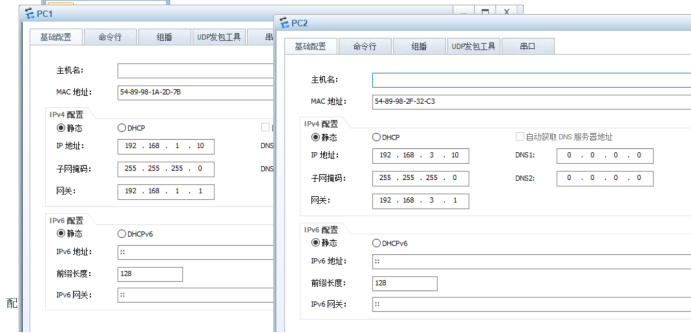 PC1
基础配置 命令行 组播 UDP发包工具 串
主机名:
MAC 地址: 54-89-98-1A-2D-7B
IPv4 配置
静态 DHCP
IP 地址: 192 . 168 . 1 . 10 DNS
子网掩码: 255 . 255 . 255 . 0 DNS
网关: 192 . 168 . 1 . 1
IPv6 配置
静态 DHCPv6
IPv6 地址: ::
前缀长度: 128
IPv6 网关: ::
配
PC2
基础配置 命令行 组播 UDP发包工具 串口
主机名:
MAC 地址: 54-89-98-2F-32-C3
IPv4 配置
静态 DHCP 自动获取 DNS 服务器地址
IP 地址: 192 . 168 . 3 . 10 DNS1: 0 . 0 . 0 . 0
子网掩码: 255 . 255 . 255 . 0 DNS2: 0 . 0 . 0 . 0
网关: 192 . 168 . 3 . 1
IPv6 配置
静态 DHCPv6
IPv6 地址: ::
前缀长度: 128
IPv6 网关: ::